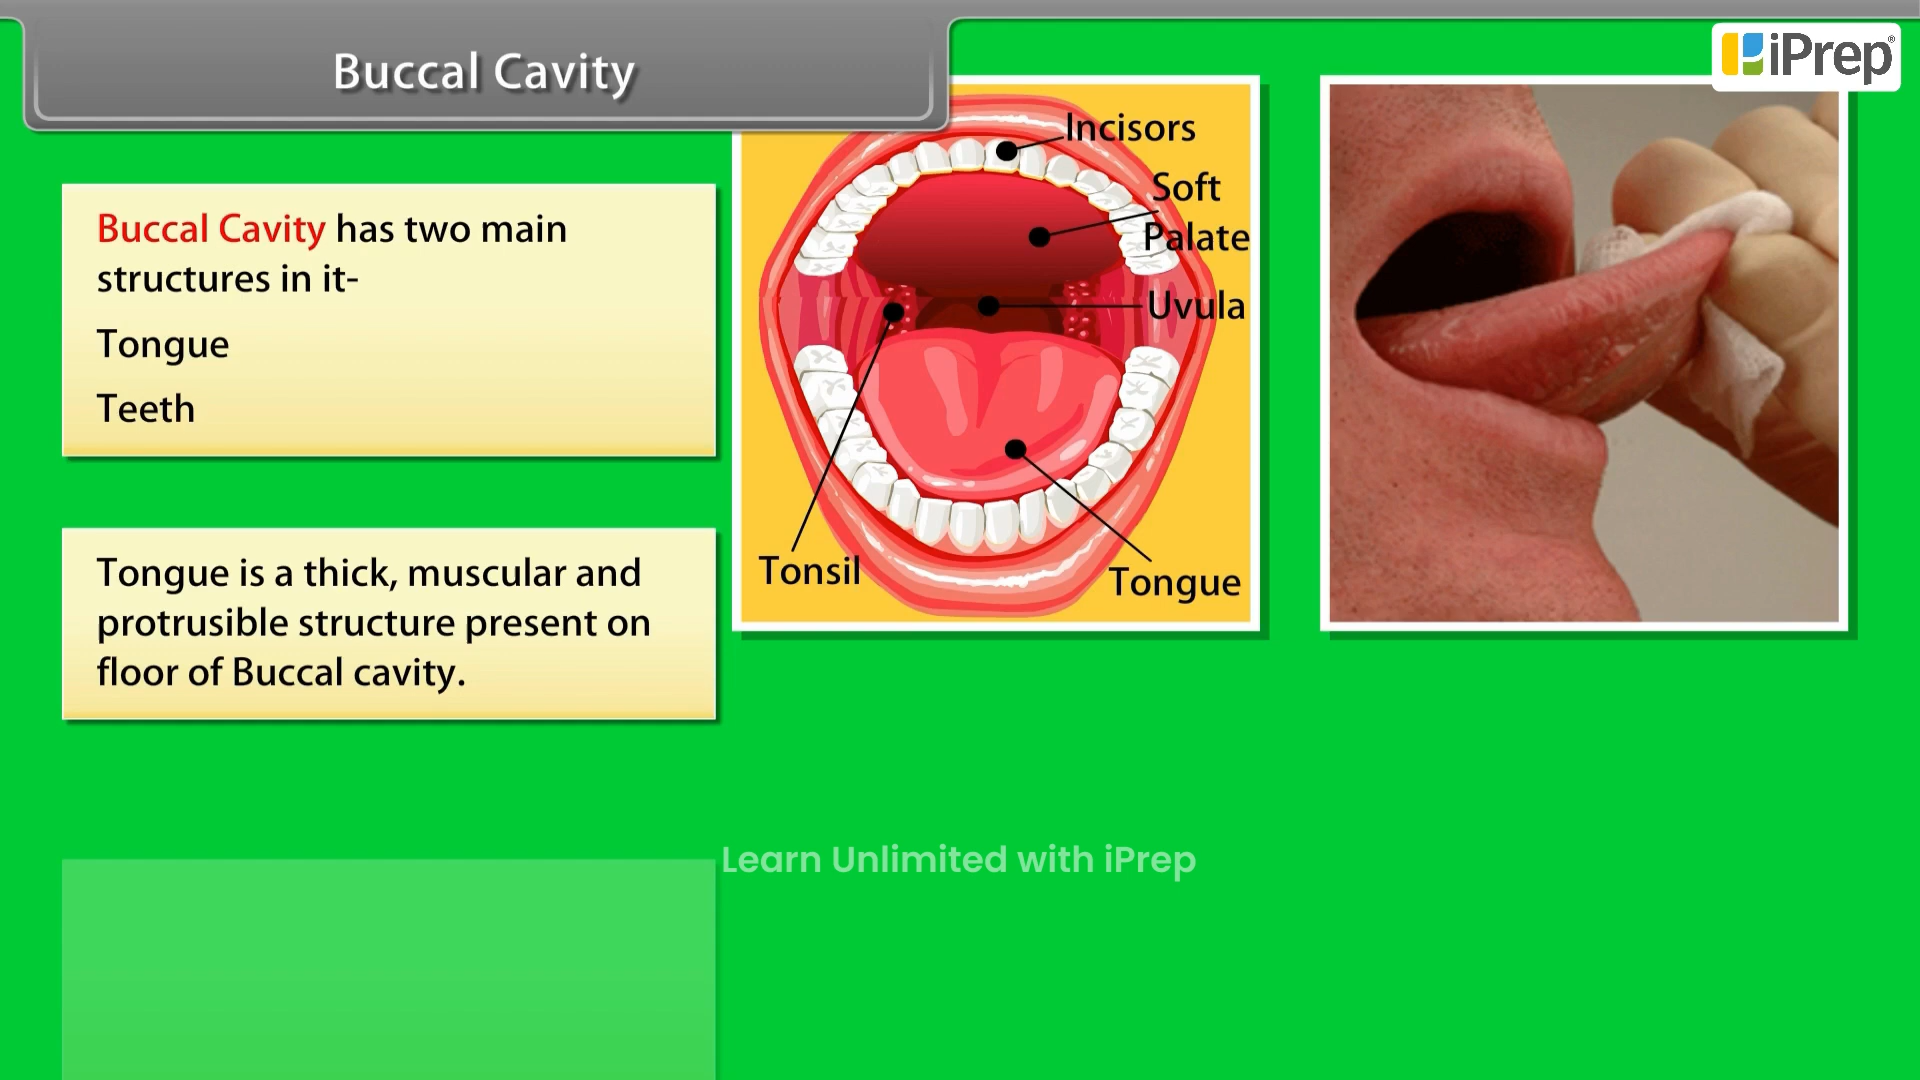 Buccal Cavity
iPrep®
Buccal Cavity has two main
structures in it-
Tongue
Teeth
Tongue is a thick, muscular and
protrusible structure present on
floor of Buccal cavity.
Incisors
Soft
Palate
Uvula
Tonsil
Tongue
Learn Unlimited with iPrep